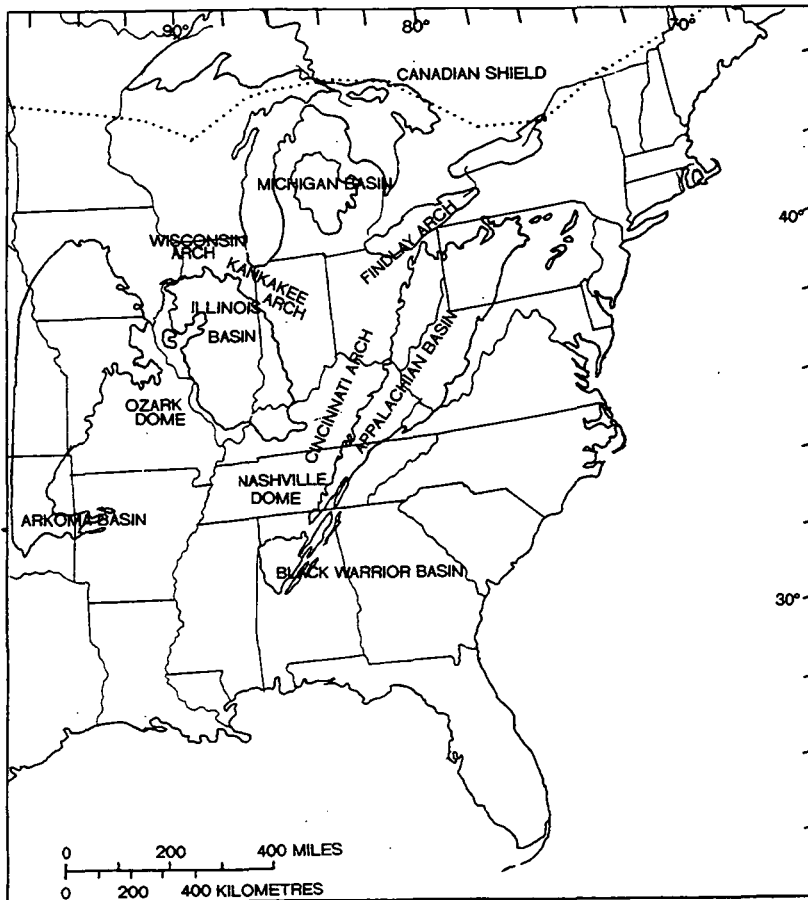 90° 80° 70°
CANADIAN SHIELD
MICHIGAN BASIN
40°
FINDLAY ARCH
WISCONSIN
ARCH
KANKAKEE
ARCH
ILLINOIS
BASIN
CINCINNATI ARCH
APPALACHIAN BASIN
OZARK
DOME
NASHVILLE
DOME
ARKOMA BASIN
BLACK WARRIOR BASIN
30°
0 200 400 MILES
0 200 400 KILOMETRES